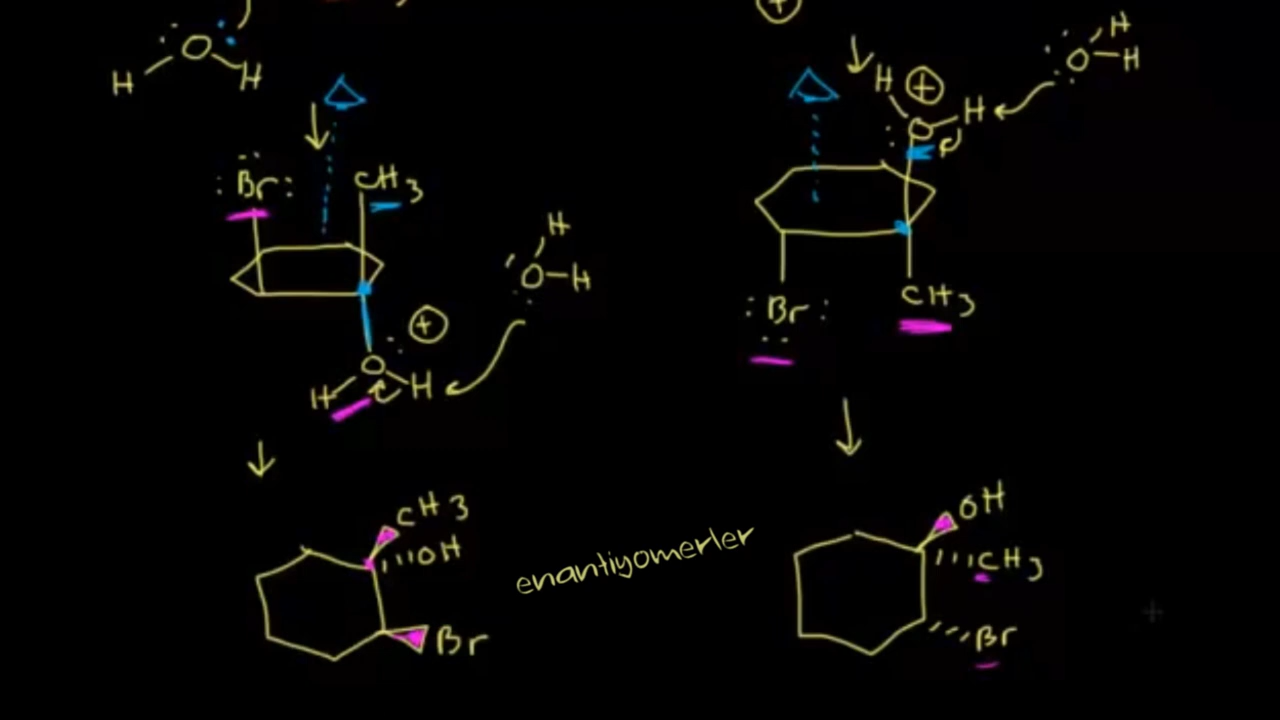 +
H O H
H
H + H
O H
O H
:Br: CH3
H
O-H
+
O
H H
:Br: CH3
CH3
OH
Br
enantiyomerler
OH
CH3
Br